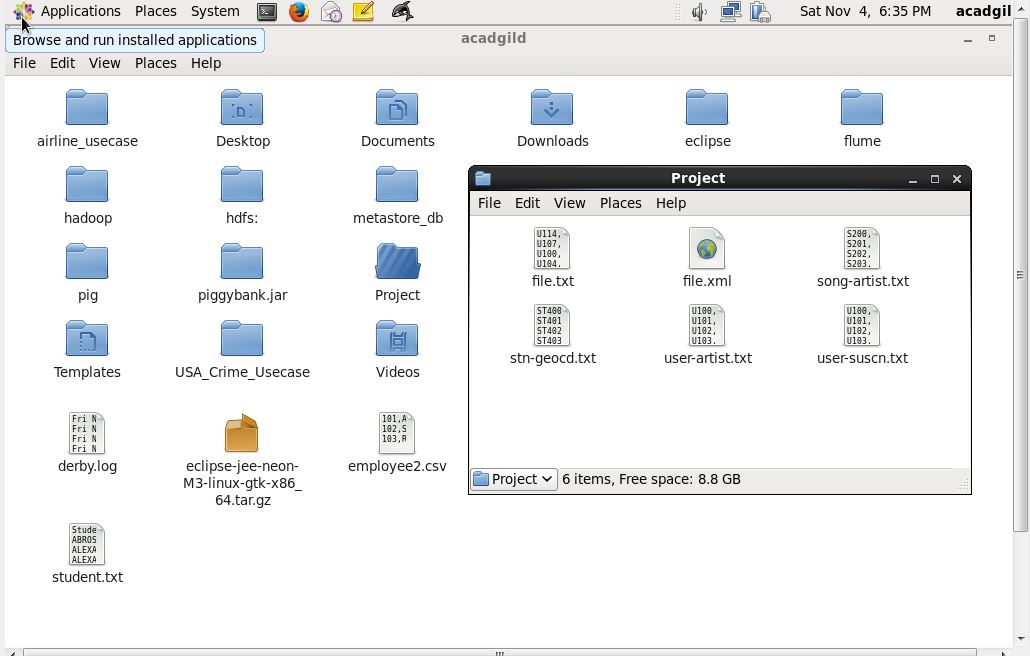 Applications Places System Sat Nov 4, 6:35 PM acadgil
Browse and run installed applications
acadgild
File Edit View Places Help
airline_usecase
Desktop
Documents
Downloads
eclipse
flume
hadoop
hdfs:
metastore_db
pig
piggybank.jar
Project
Templates
USA_Crime_Usecase
Videos
Fri N
Fri N
Fri N
Fri N
derby.log
eclipse-jee-neon-
M3-linux-gtk-x86_
64.tar.gz
101,A
102,S
103,R
employee2.csv
Stude
ABROS
ALEXA
ALEXA
student.txt
Project
File Edit View Places Help
U114,
U107,
U100,
U104.
file.txt
file.xml
S200,
S201,
S202,
S203.
song-artist.txt
ST400
ST401
ST402
ST403
stn-geocd.txt
U100,
U101,
U102,
U103.
user-artist.txt
U100,
U101,
U102,
U103.
user-suscn.txt
Project 6 items, Free space: 8.8 GB